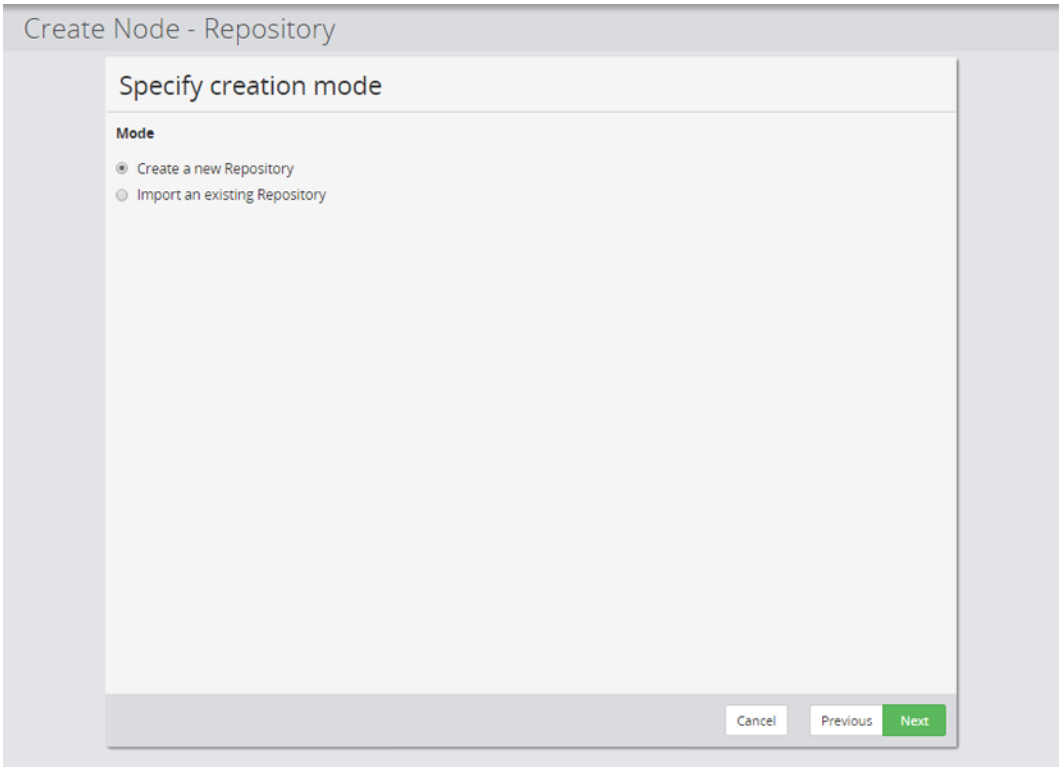 Create Node - Repository
Specify creation mode
Mode
Create a new Repository
Import an existing Repository
Cancel
Previous
Next